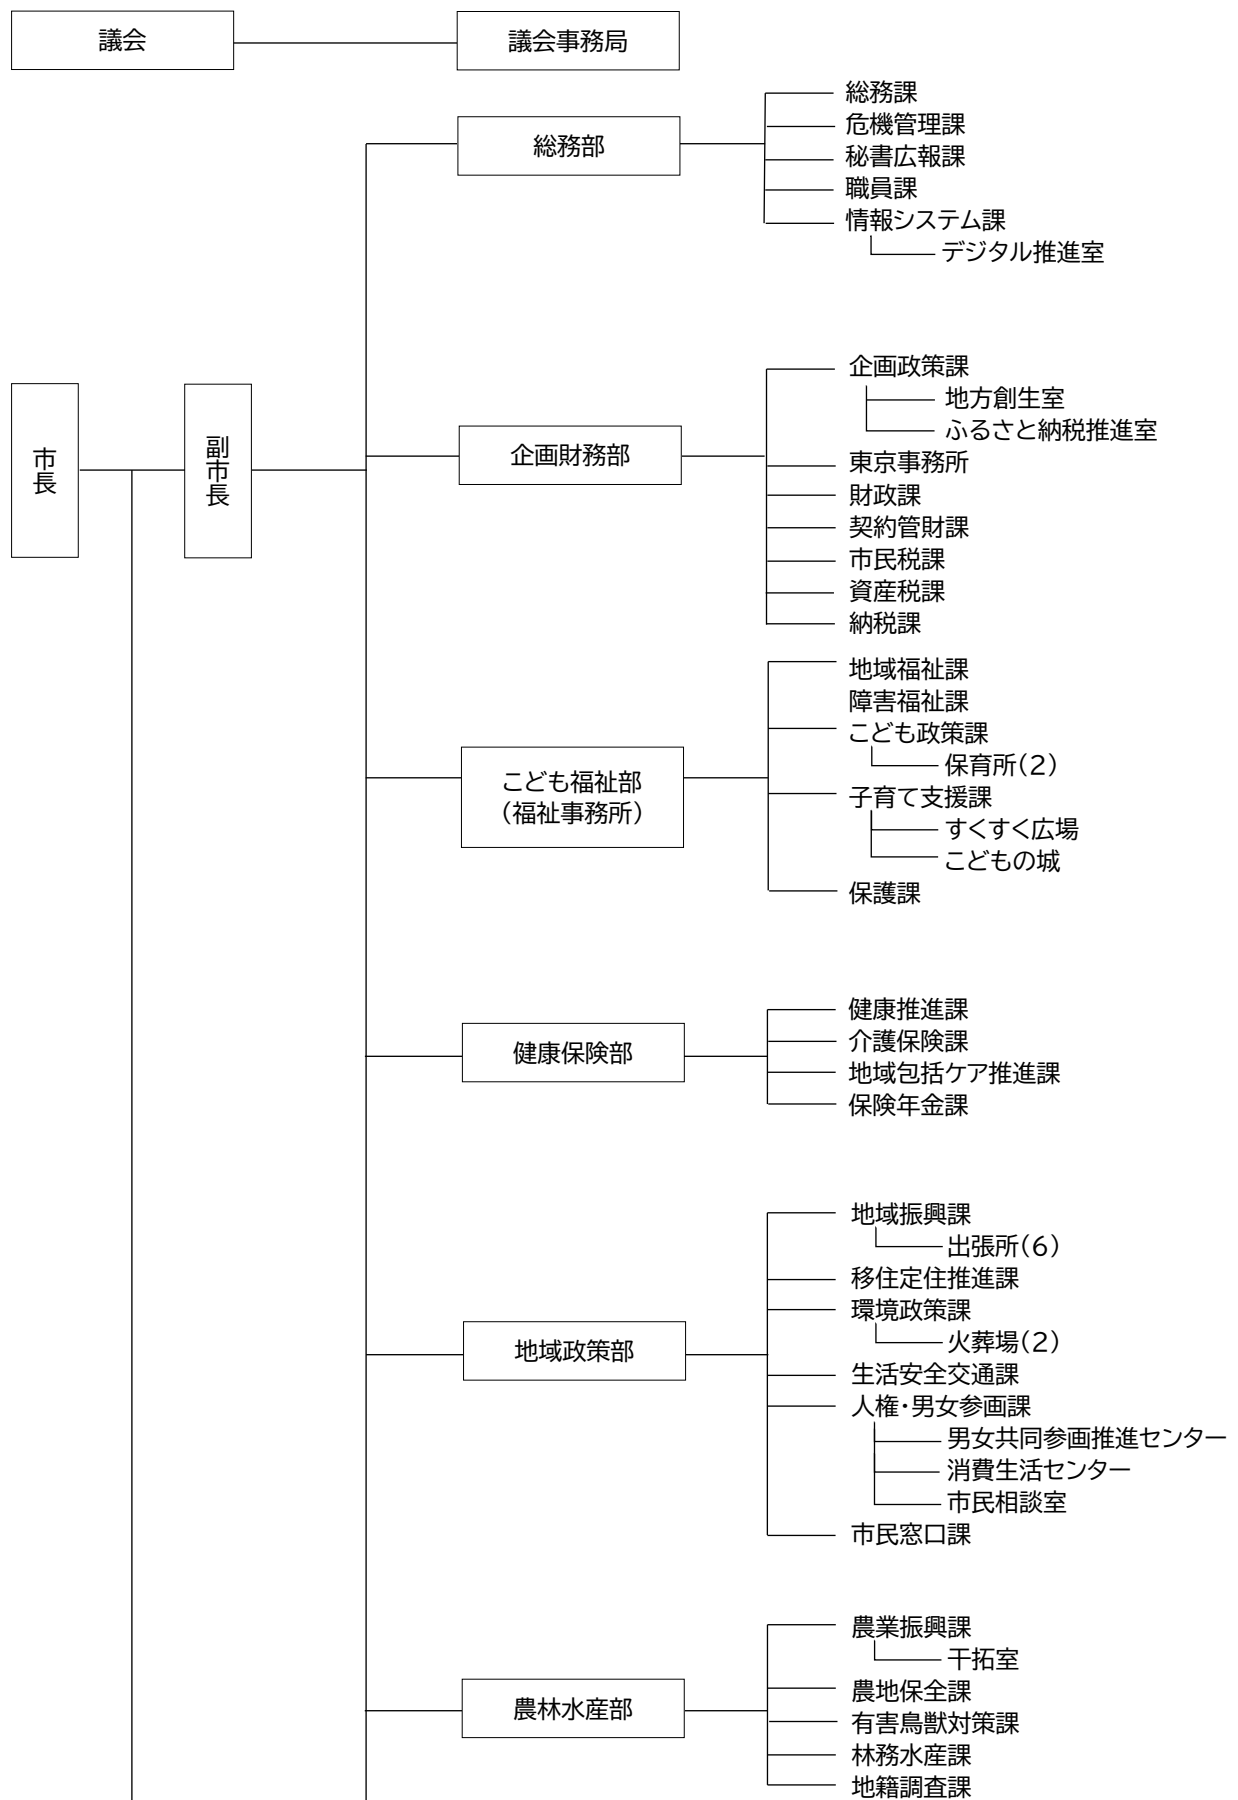 議会
議会事務局
総務部
総務課
危機管理課
秘書広報課
職員課
情報システム課
デジタル推進室
市長
副市長
企画財務部
企画政策課
地方創生室
ふるさと納税推進室
東京事務所
財政課
契約管財課
市民税課
資産税課
納税課
こども福祉部
（福祉事務所）
地域福祉課
障害福祉課
こども政策課
保育所(2)
子育て支援課
すくすく広場
こどもの城
保護課
健康保険部
健康推進課
介護保険課
地域包括ケア推進課
保険年金課
地域政策部
地域振興課
出張所(6)
移住定住推進課
環境政策課
火葬場(2)
生活安全交通課
人権・男女参画課
男女共同参画推進センター
消費生活センター
市民相談室
市民窓口課
農林水産部
農業振興課
干拓室
農地保全課
有害鳥獣対策課
林務水産課
地籍調査課